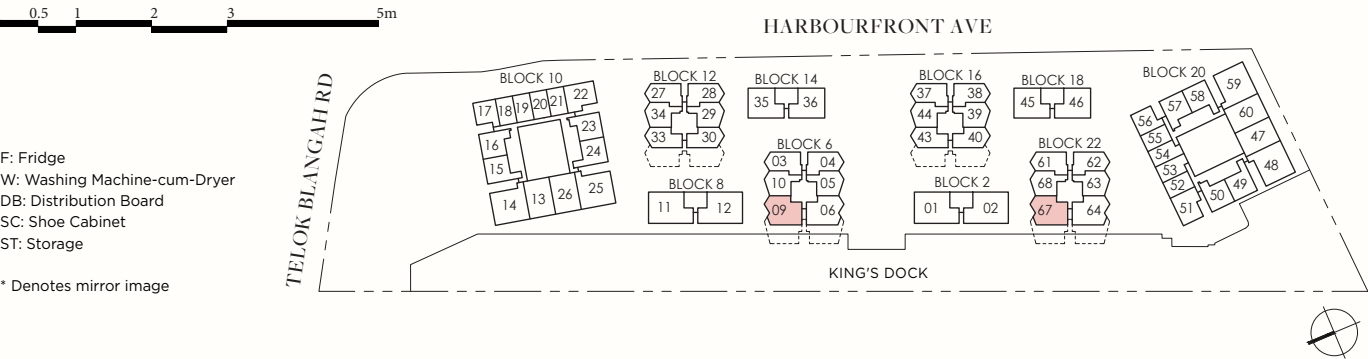 0.5 1 2 3 5m
HARBOURFRONT AVE
TELOK BLANGAH RD
F: Fridge
W: Washing Machine-cum-Dryer
DB: Distribution Board
SC: Shoe Cabinet
ST: Storage
* Denotes mirror image
BLOCK 10
17 18 19 20 21 22
16 23
15 24
14 13 26 25
BLOCK 12
27 28
34 29
33 30
BLOCK 14
35 36
BLOCK 8
11 12
BLOCK 6
03 04
10 05
09 06
BLOCK 16
37 38
44 39
43 40
BLOCK 18
45 46
BLOCK 2
01 02
BLOCK 22
61 62
68 63
67 64
BLOCK 20
59
58
57
56 60
55 47
54
53 48
52 49
51 50
KING'S DOCK